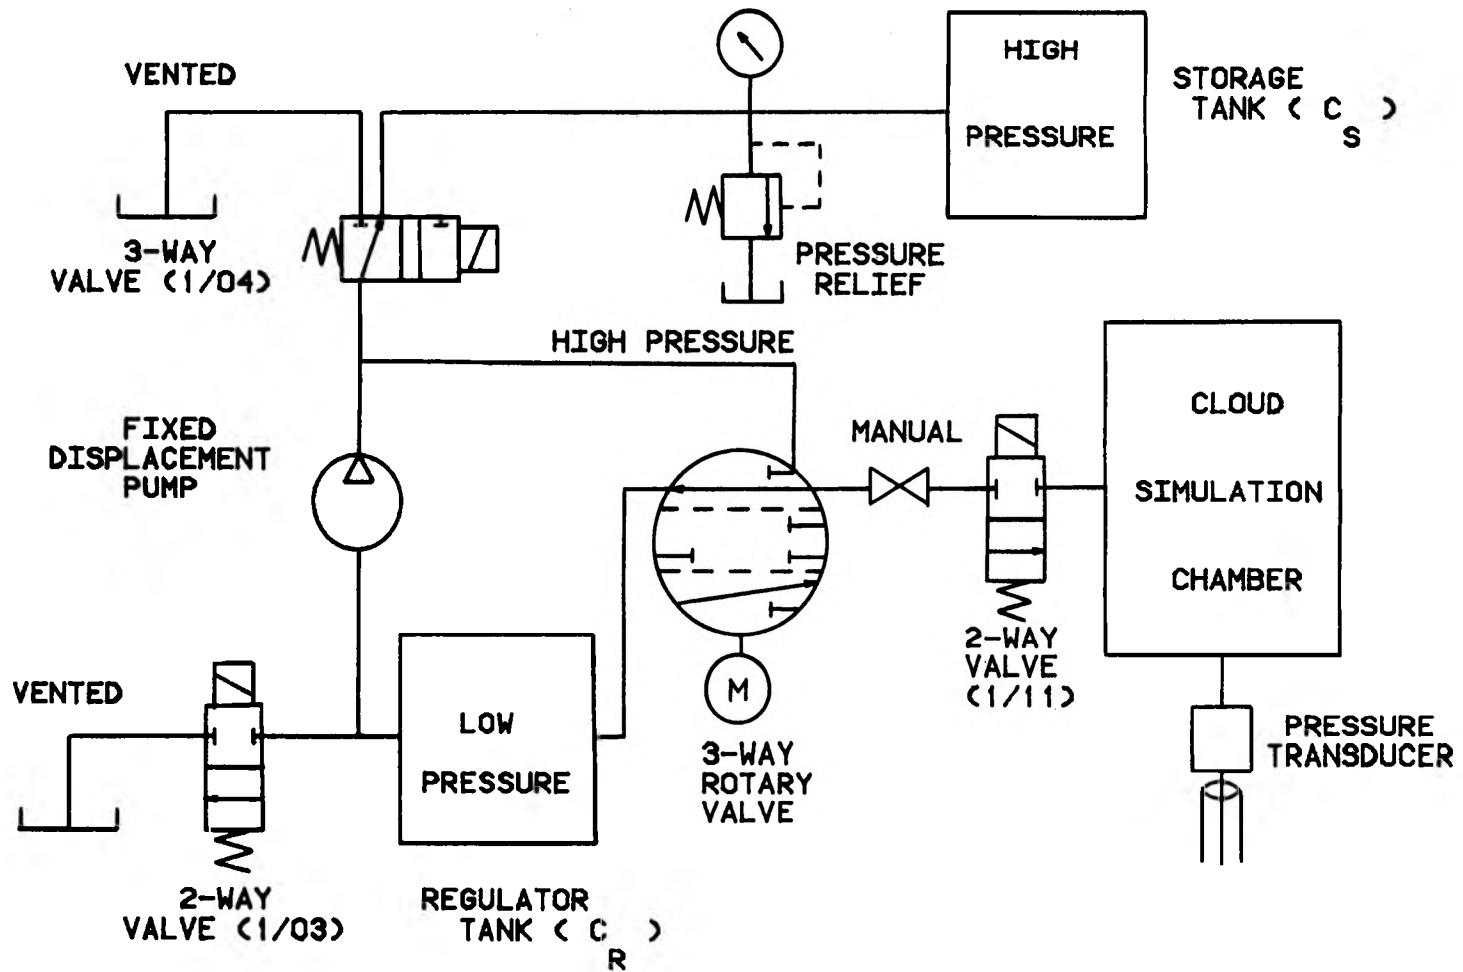 VENTED
HIGH
PRESSURE
STORAGE
TANK ( C
S )
3-WAY
VALVE (1/04)
PRESSURE
RELIEF
HIGH PRESSURE
FIXED
DISPLACEMENT
PUMP
MANUAL
CLOUD
SIMULATION
CHAMBER
2-WAY
VALVE
(1/11)
VENTED
LOW
PRESSURE
M
3-WAY
ROTARY
VALVE
PRESSURE
TRANSDUCER
2-WAY
VALVE (1/03)
REGULATOR
TANK ( C
R )